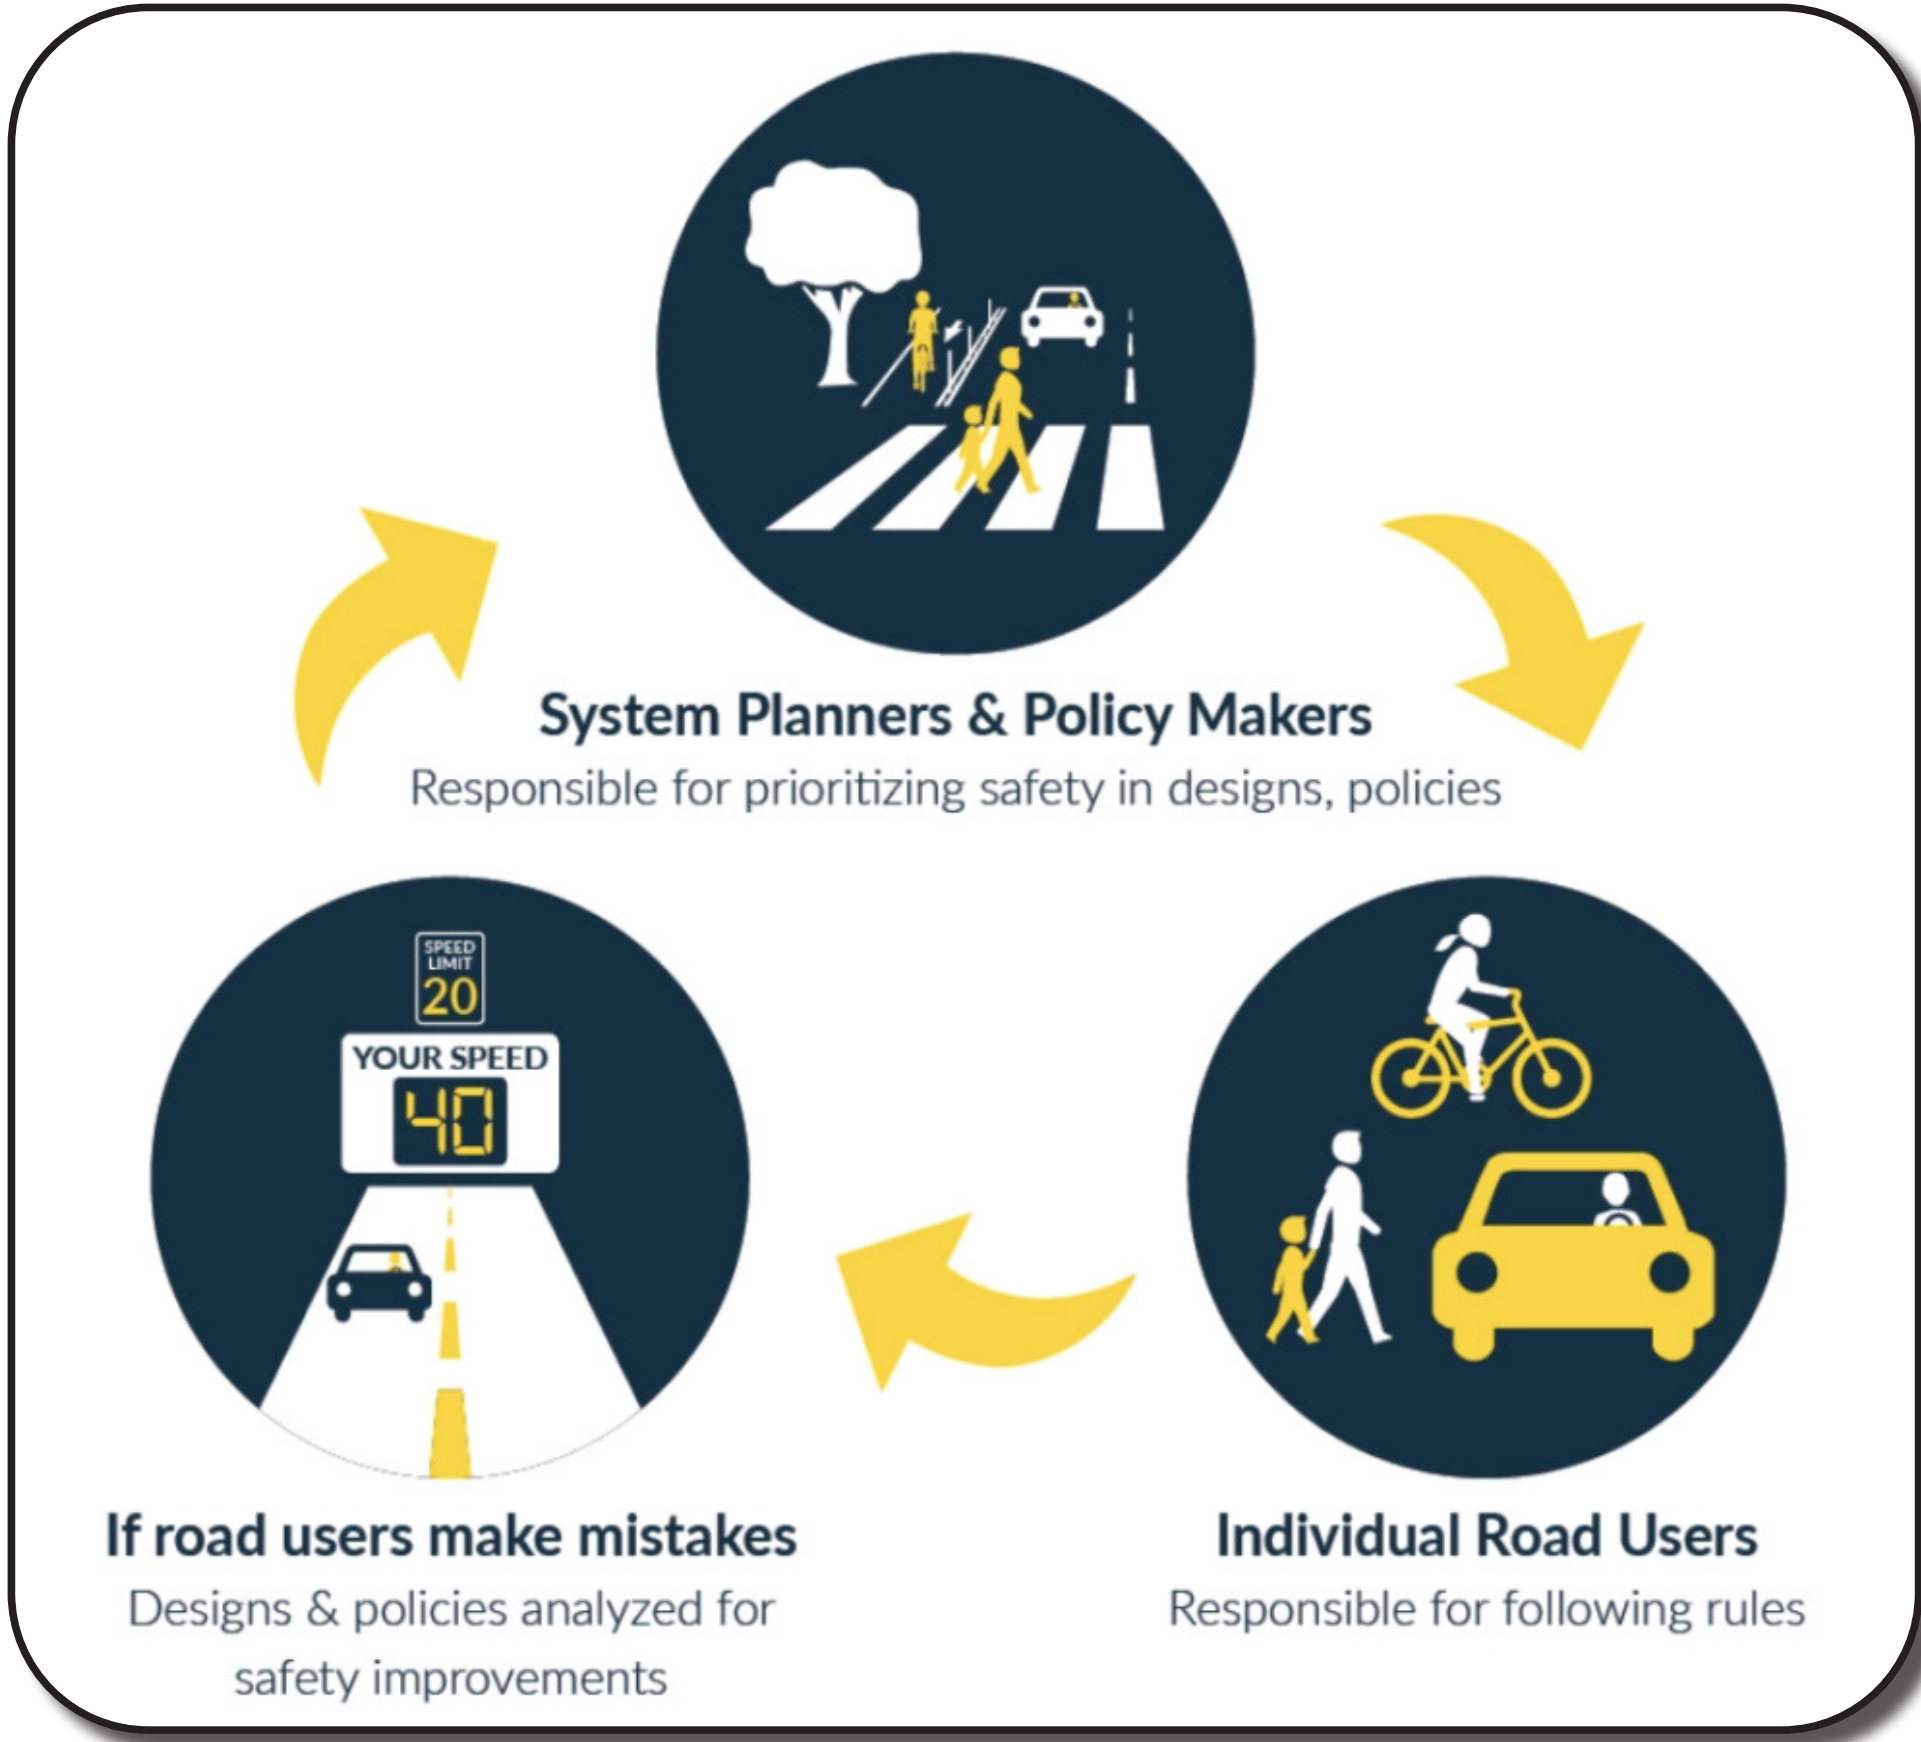 System Planners & Policy Makers
Responsible for prioritizing safety in designs, policies
SPEED
LIMIT
20
YOUR SPEED
40
If road users make mistakes
Designs & policies analyzed for
safety improvements
Individual Road Users
Responsible for following rules